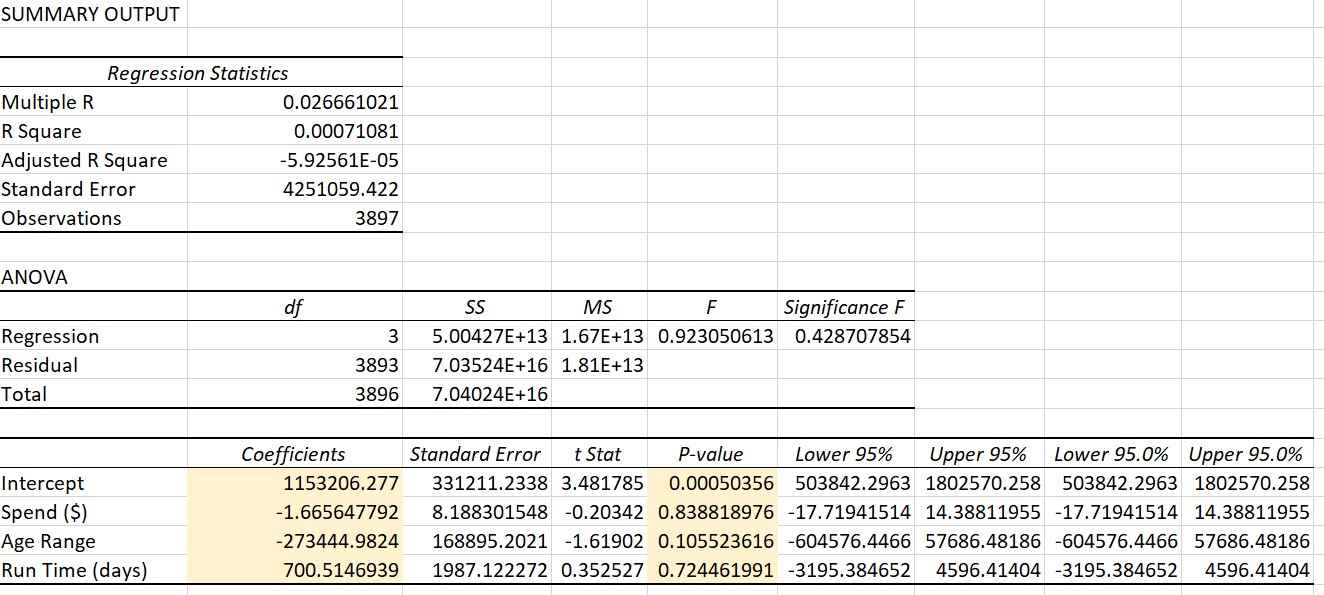 SUMMARY OUTPUT
Regression Statistics
Multiple R 0.026661021
R Square 0.00071081
Adjusted R Square -5.92561E-05
Standard Error 4251059.422
Observations 3897
ANOVA
df SS MS F Significance F
Regression 3 5.00427E+13 1.67E+13 0.923050613 0.428707854
Residual 3893 7.03524E+16 1.81E+13
Total 3896 7.04024E+16
Coefficients Standard Error t Stat P-value Lower 95% Upper 95% Lower 95.0% Upper 95.0%
Intercept 1153206.277 331211.2338 3.481785 0.00050356 503842.2963 1802570.258 503842.2963 1802570.258
Spend ($) -1.665647792 8.188301548 -0.20342 0.838818976 -17.71941514 14.38811955 -17.71941514 14.38811955
Age Range -273444.9824 168895.2021 -1.61902 0.105523616 -604576.4466 57686.48186 -604576.4466 57686.48186
Run Time (days) 700.5146939 1987.122272 0.352527 0.724461991 -3195.384652 4596.41404 -3195.384652 4596.41404